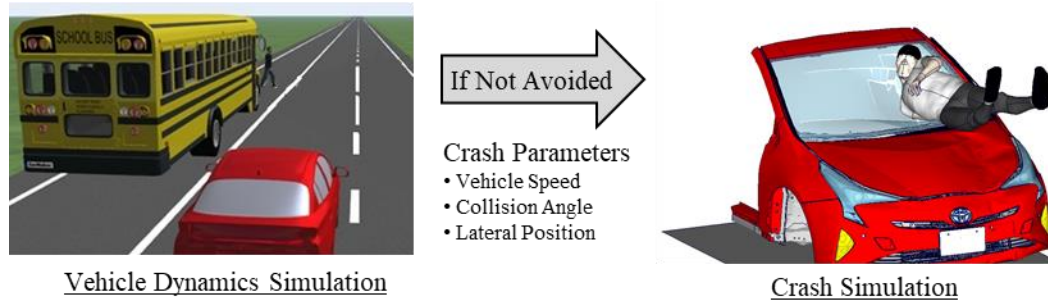 SCHOOL BUS
If Not Avoided
Crash Parameters
• Vehicle Speed
• Collision Angle
• Lateral Position
Vehicle Dynamics Simulation
Crash Simulation